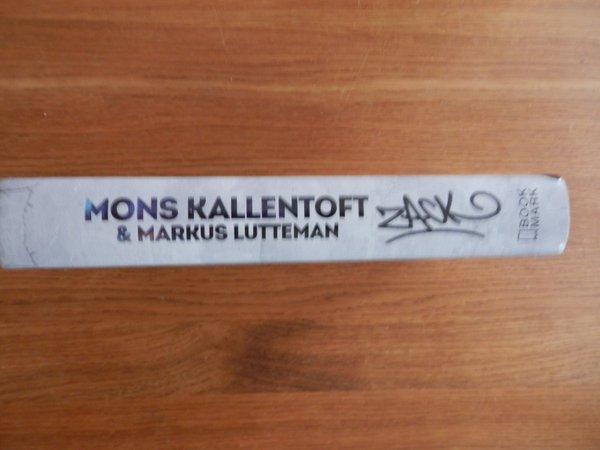 MONS KALLENTOFT
& MARKUS LUTTEMAN
ZACK
BOOK
MARK